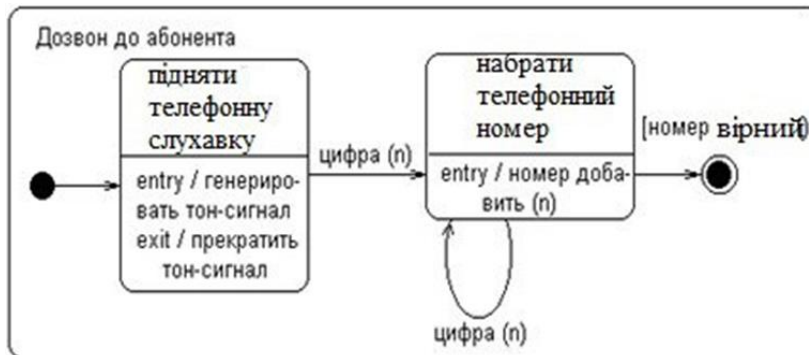 Дозвон до абонента
підняти
телефонну
слухавку
entry / генериро-
вать тон-сигнал
exit / прекратить
тон-сигнал
цифра (n)
набрати
телефонний
номер
entry / номер доба-
вить (n)
цифра (n)
[номер вірний)